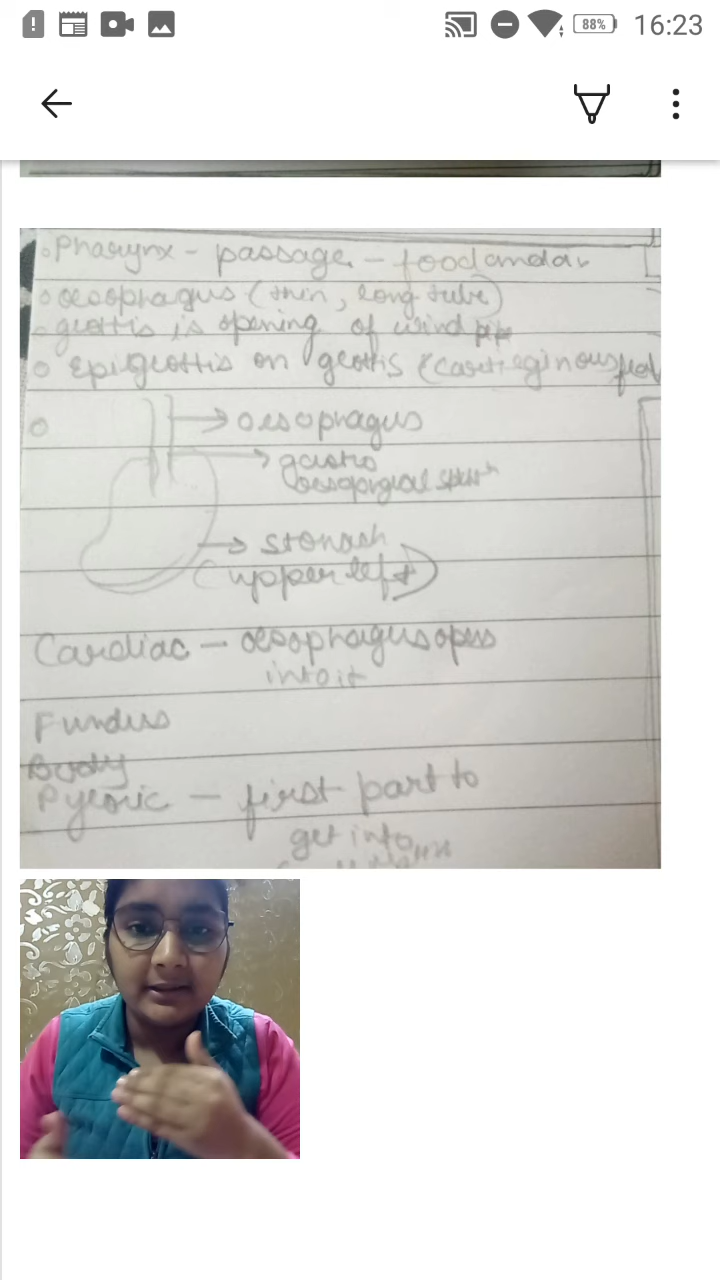 88%
16:23
Pharynx - passage - food and air
oesophagus (thin, long tube)
glottis is opening of wind pipe
Epiglottis on glottis (cartilaginous
oesophagus
gastro
stomach
(upper left)
Cardiac - oesophagus opens
into it
Fundus
Body
Pyloric - first part to
get into